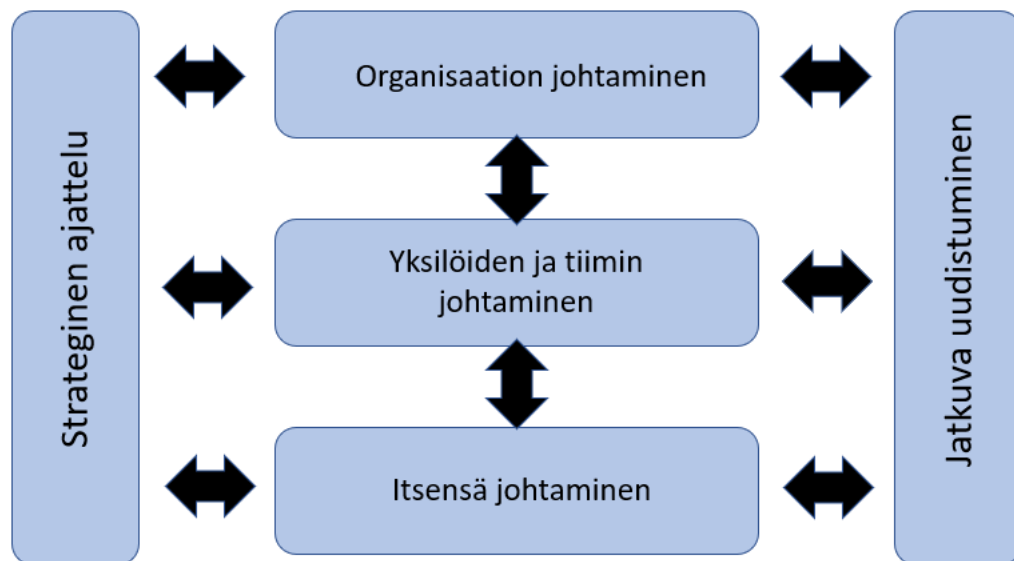 Strateginen ajattelu
Organisaation johtaminen
Yksilöiden ja tiimin
johtaminen
Itsensä johtaminen
Jatkuva uudistuminen